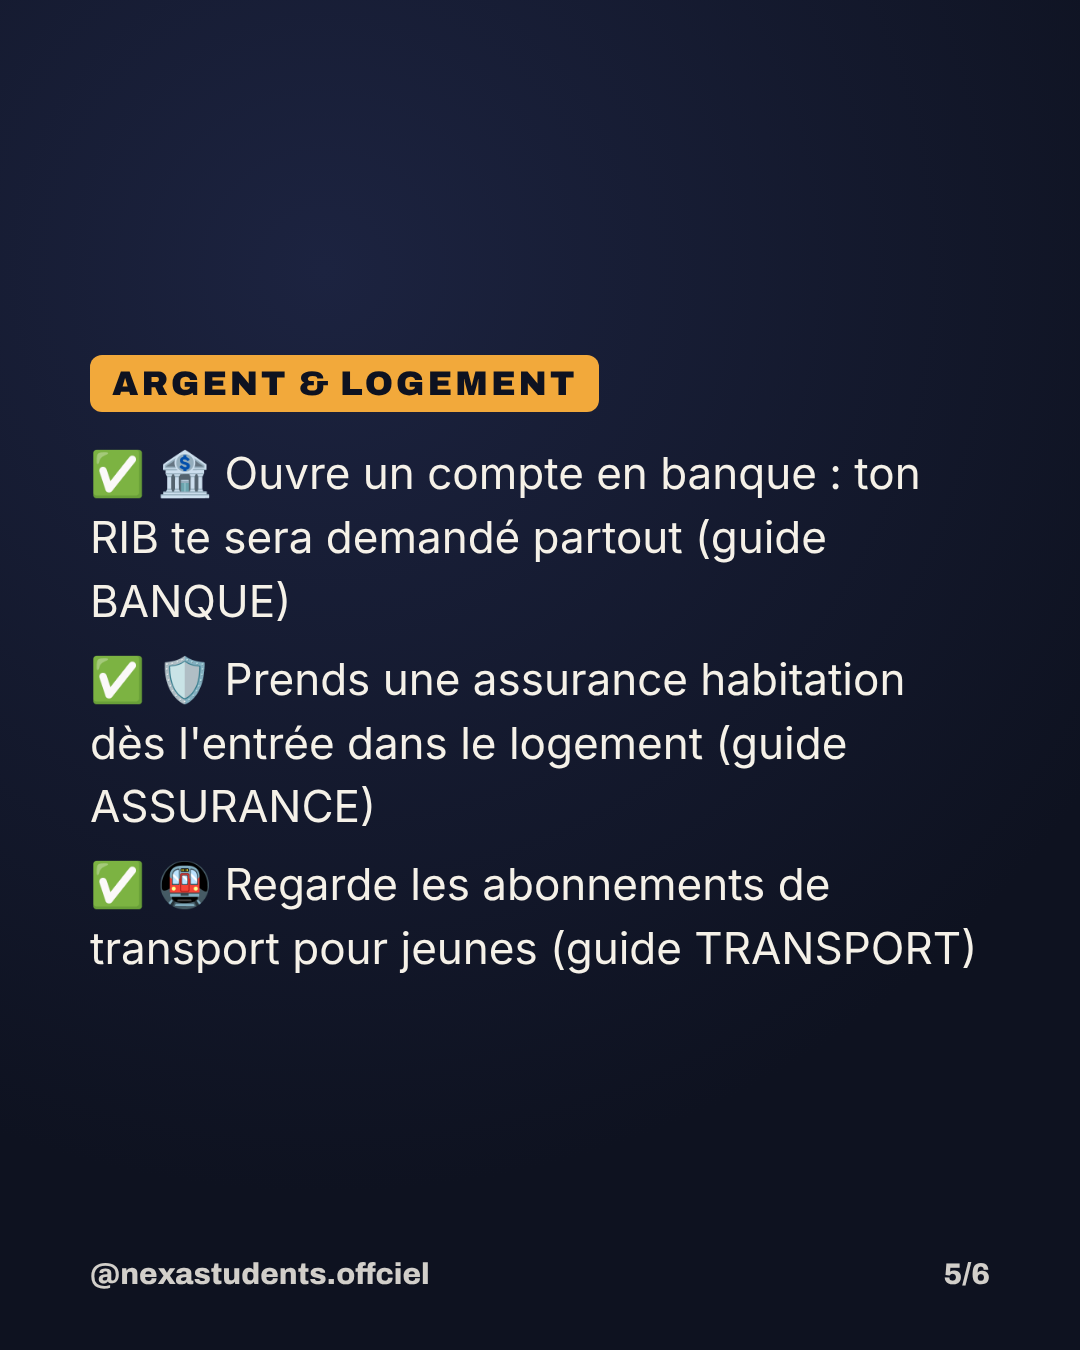 ARGENT & LOGEMENT
✅ 🏦 Ouvre un compte en banque : ton
RIB te sera demandé partout (guide
BANQUE)
✅ 🛡️ Prends une assurance habitation
dès l'entrée dans le logement (guide
ASSURANCE)
✅ 🚇 Regarde les abonnements de
transport pour jeunes (guide TRANSPORT)
@nexastudents.offciel
5/6